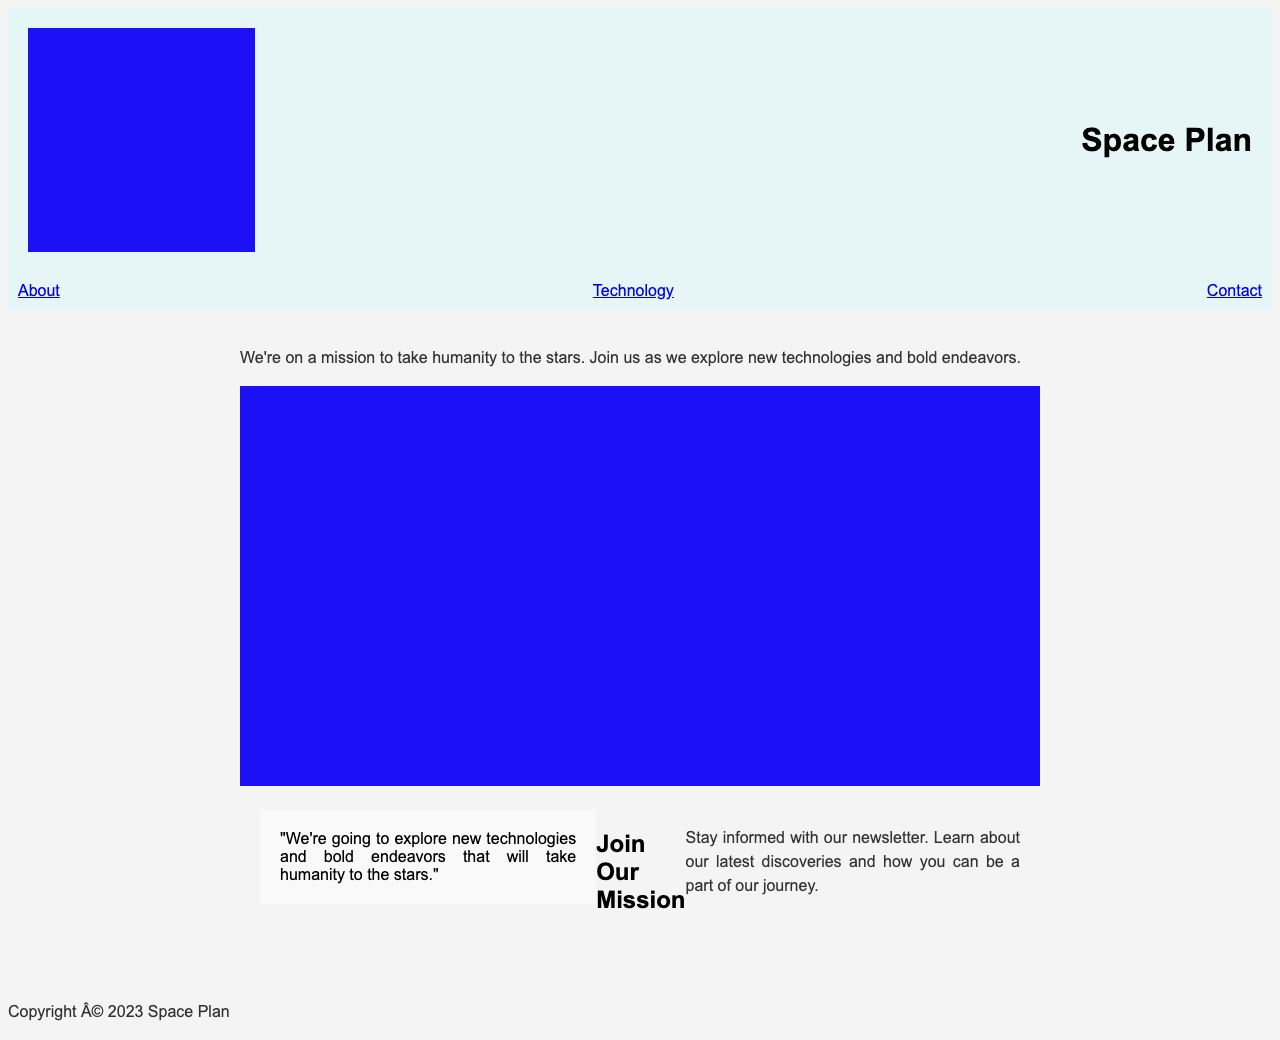 Space Plan
About
Technology
Contact
We're on a mission to take humanity to the stars. Join us as we explore new technologies and bold endeavors.
"We're going to explore new technologies
and bold endeavors that will take
humanity to the stars."
Join
Our
Mission
Stay informed with our newsletter. Learn about
our latest discoveries and how you can be a
part of our journey.
Copyright Â© 2023 Space Plan